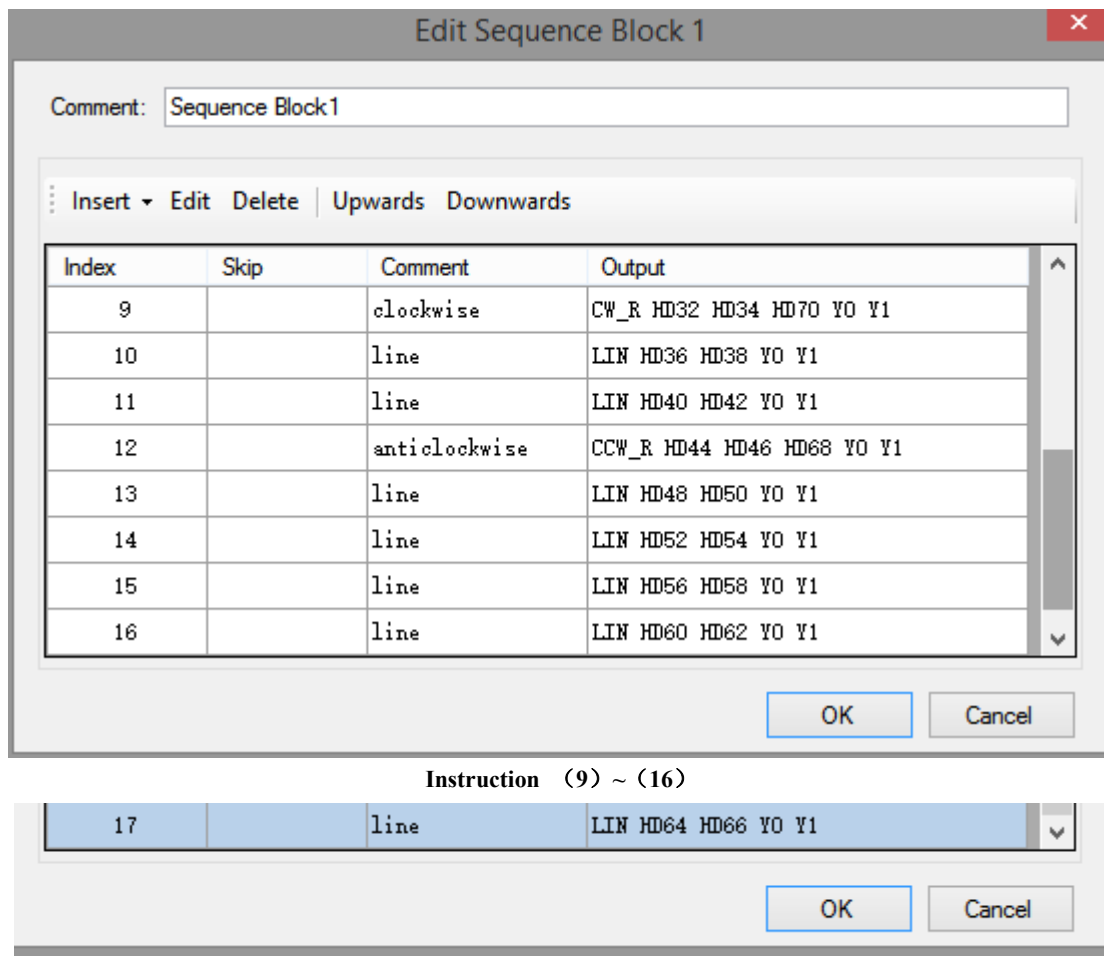 Edit Sequence Block 1
Comment: Sequence Block1
Insert Edit Delete Upwards Downwards
Index Skip Comment Output
9 clockwise CW_R HD32 HD34 HD70 Y0 Y1
10 line LIN HD36 HD38 Y0 Y1
11 line LIN HD40 HD42 Y0 Y1
12 anticlockwise CCW_R HD44 HD46 HD68 Y0 Y1
13 line LIN HD48 HD50 Y0 Y1
14 line LIN HD52 HD54 Y0 Y1
15 line LIN HD56 HD58 Y0 Y1
16 line LIN HD60 HD62 Y0 Y1
OK Cancel
Instruction （9）~（16）
17 line LIN HD64 HD66 Y0 Y1
OK Cancel